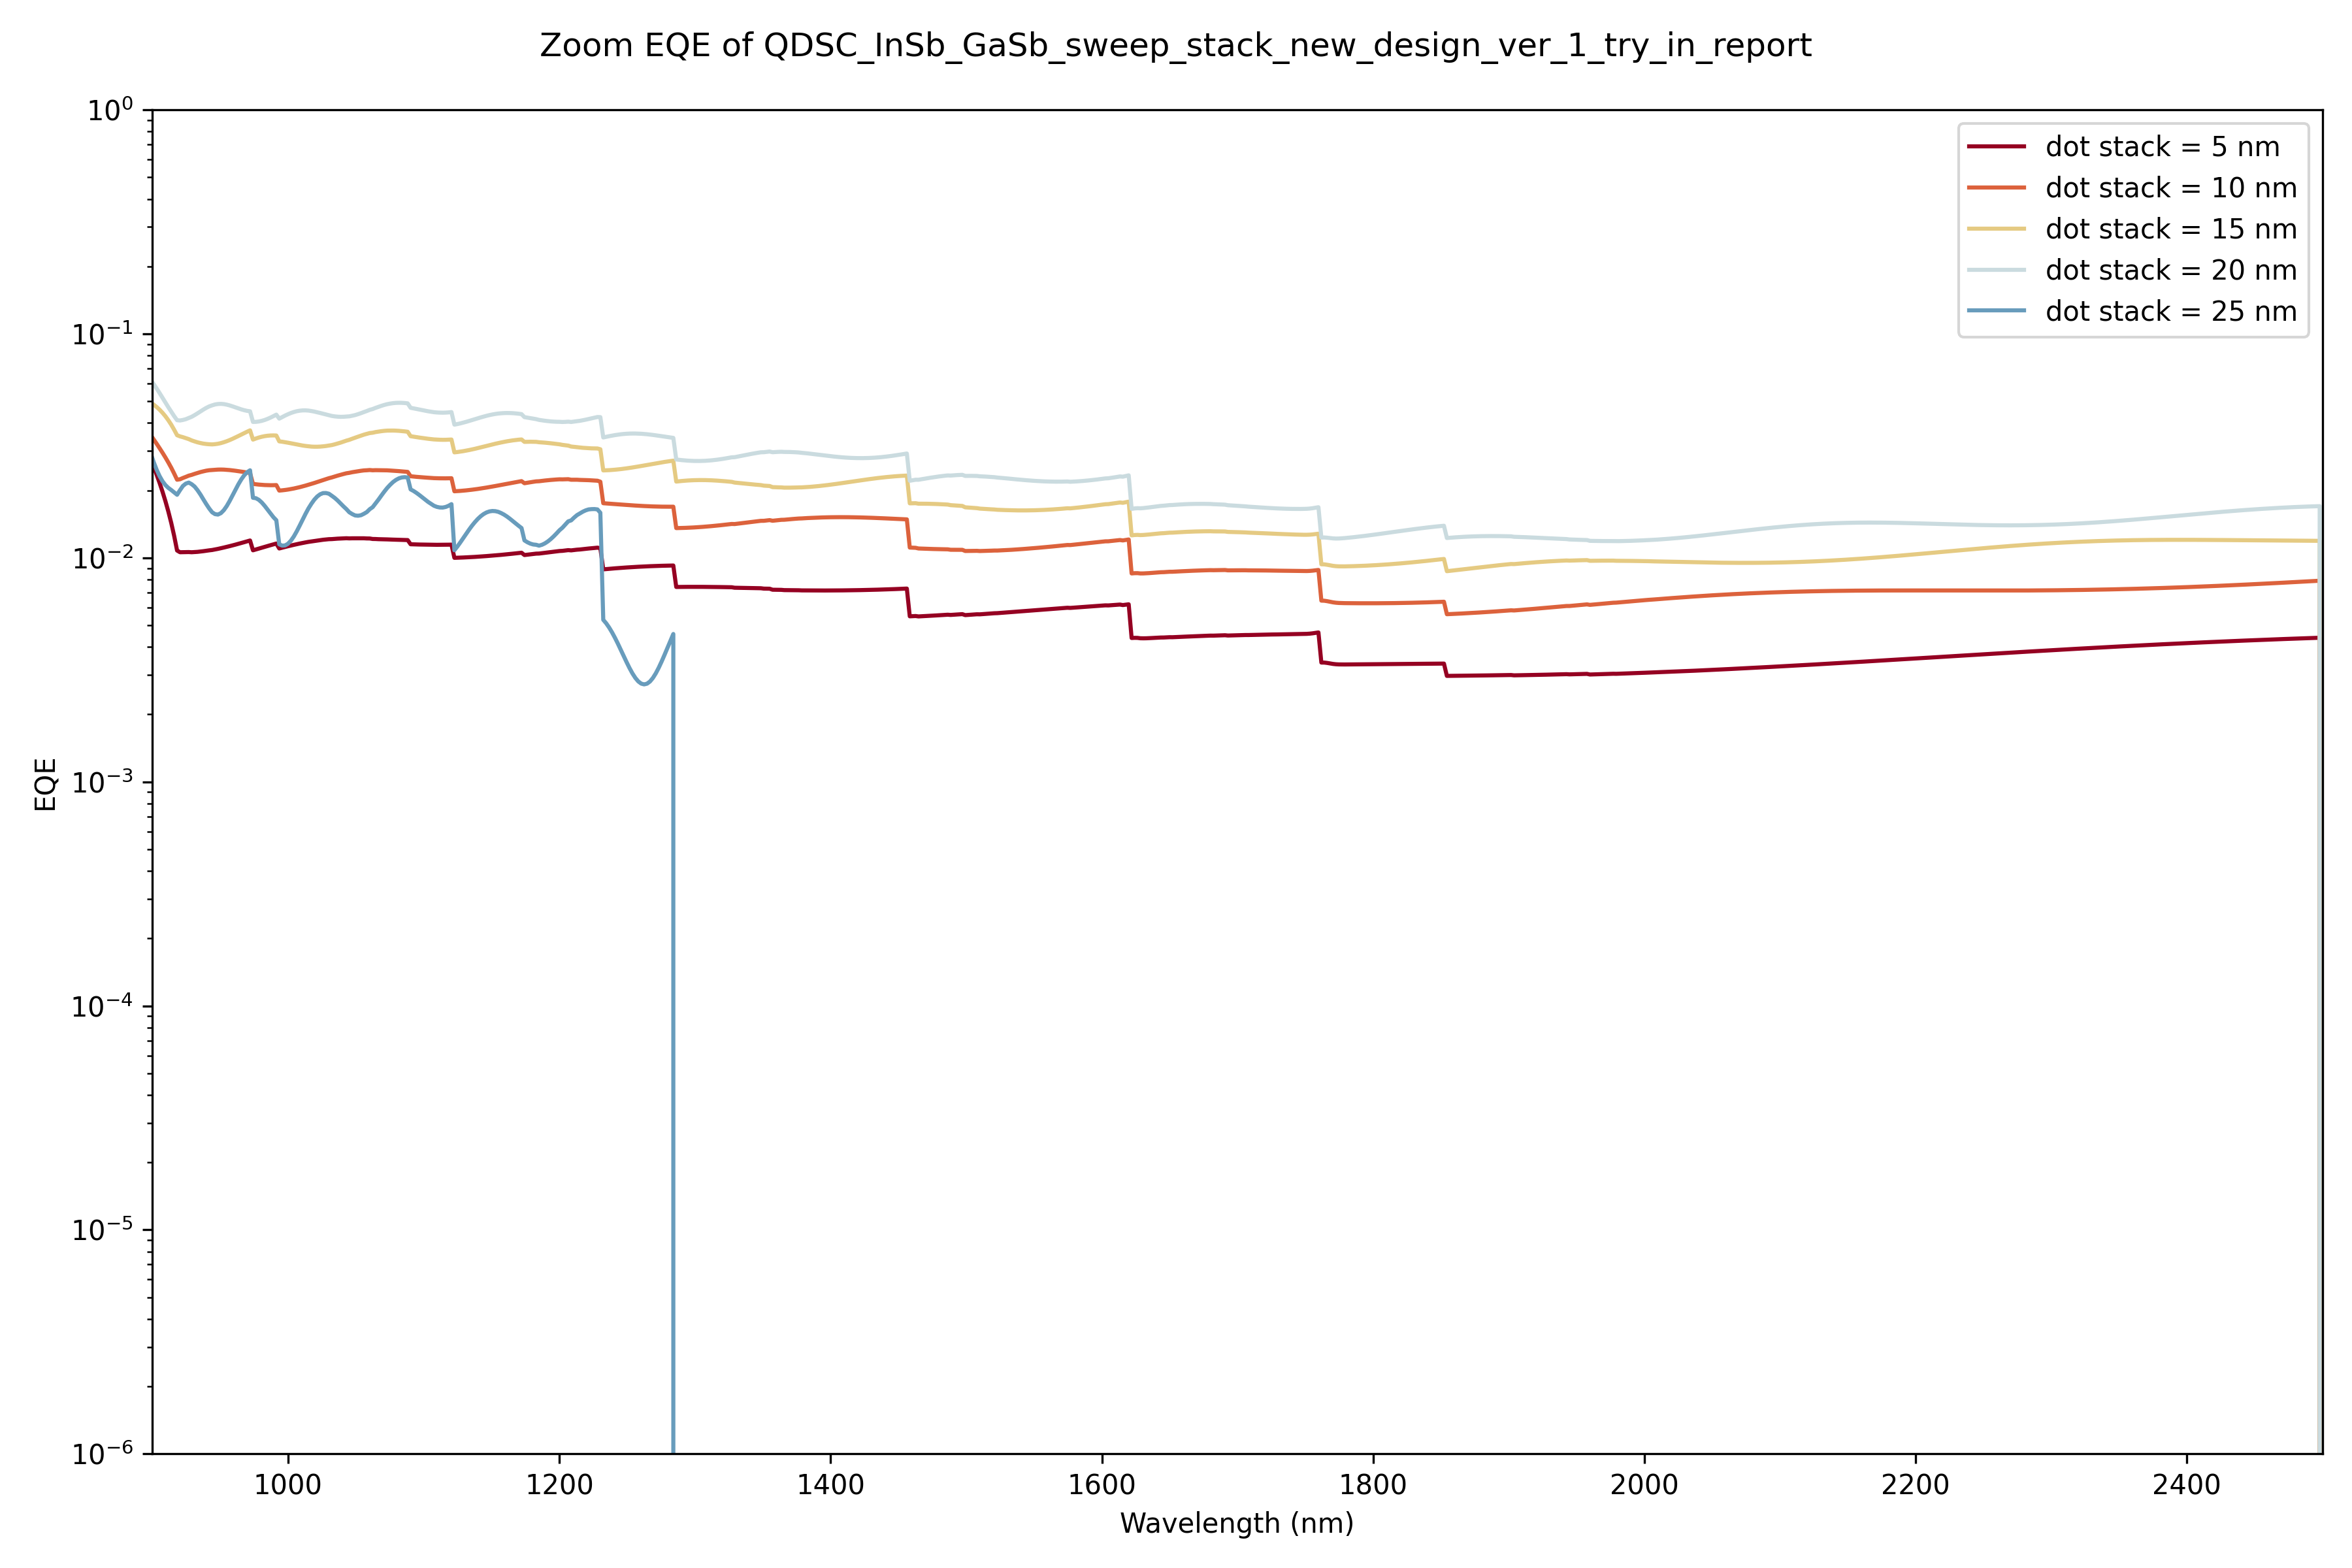 Zoom EQE of QDSC_InSb_GaSb_sweep_stack_new_design_ver_1_try_in_report
10⁰
10⁻¹
10⁻²
10⁻³
10⁻⁴
10⁻⁵
10⁻⁶
EQE
dot stack = 5 nm
dot stack = 10 nm
dot stack = 15 nm
dot stack = 20 nm
dot stack = 25 nm
1000 1200 1400 1600 1800 2000 2200 2400
Wavelength (nm)